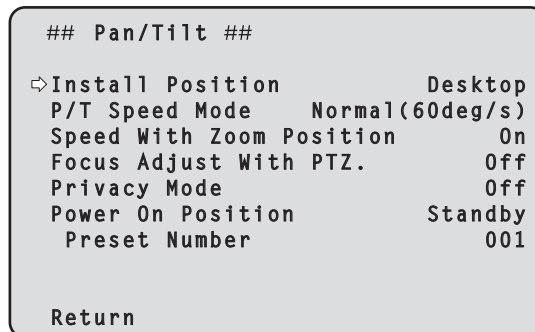 ## Pan/Tilt ##
⇨Install Position Desktop
P/T Speed Mode Normal(60deg/s)
Speed With Zoom Position On
Focus Adjust With PTZ. Off
Privacy Mode Off
Power On Position Standby
Preset Number 001
Return